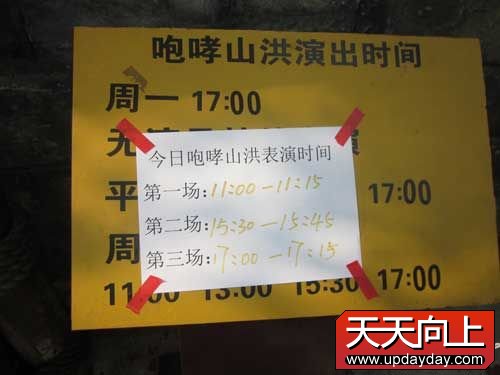 咆哮山洪演出时间
周一 17:00
今日咆哮山洪表演时间
第一场:11:00-11:15
第二场:15:30-15:45
第三场:17:00-17:15
平
17:00
周
11:00 13:00 15:30 17:00
天天向上
www.updayday.com